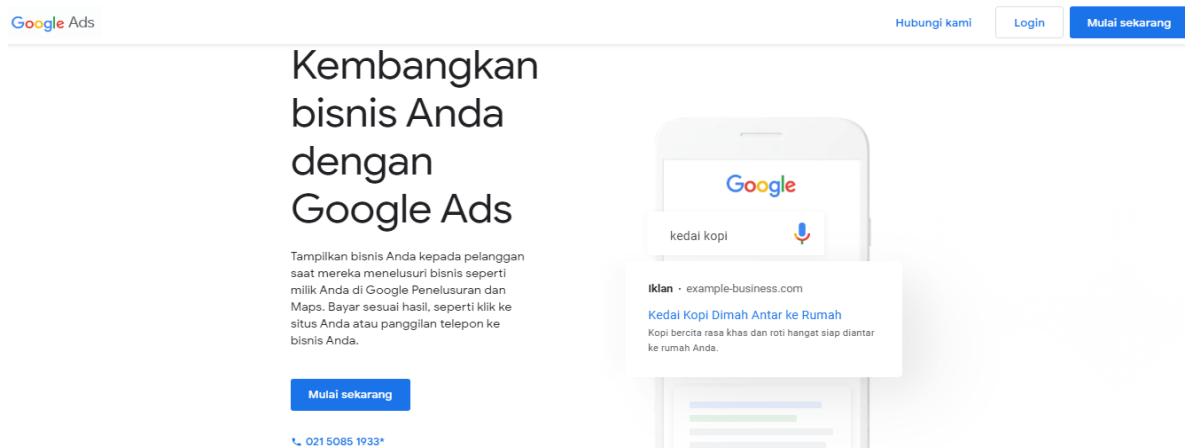 Google Ads
Hubungi kami
Login
Mulai sekarang
Kembangkan
bisnis Anda
dengan
Google Ads
Tampilkan bisnis Anda kepada pelanggan
saat mereka menelusuri bisnis seperti
milik Anda di Google Penelusuran dan
Maps. Bayar sesuai hasil, seperti klik ke
situs Anda atau panggilan telepon ke
bisnis Anda.
Mulai sekarang
021 5085 1933*
Google
kedai kopi
Iklan · example-business.com
Kedai Kopi Dimah Antar ke Rumah
Kopi bercita rasa khas dan roti hangat siap diantar
ke rumah Anda.